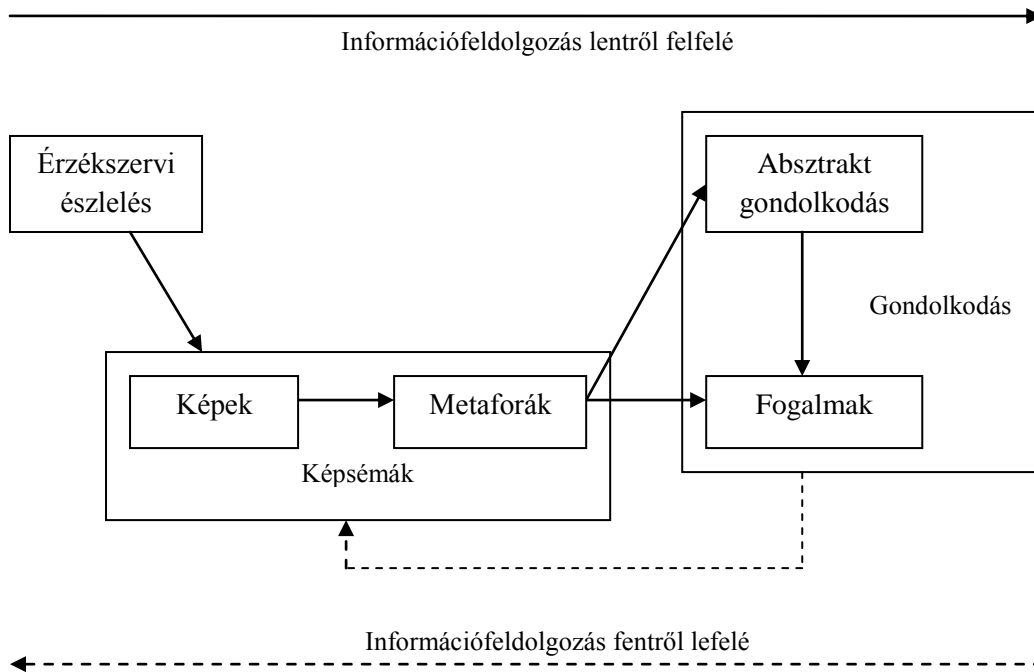 Információfeldolgozás lentről felfelé
Érzékszervi
észlelés
Absztrakt
gondolkodás
Gondolkodás
Képek
Metaforák
Fogalmak
Képsémák
Információfeldolgozás fentről lefelé